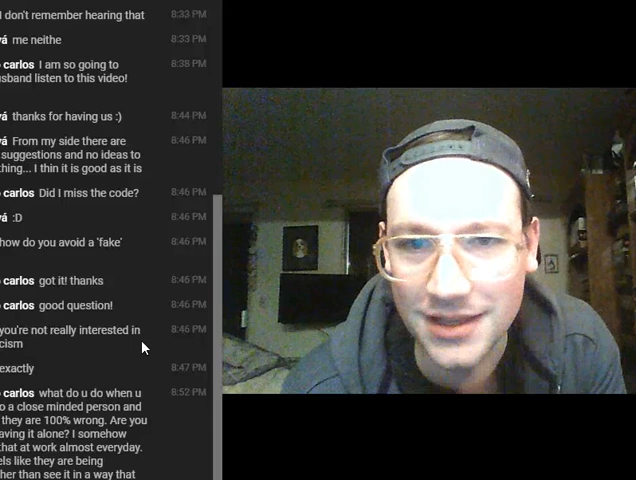 I don't remember hearing that 8:33 PM
vá me neithe 8:33 PM
carlos I am so going to 8:38 PM
usband listen to this video!
vá thanks for having us :) 8:44 PM
vá From my side there are 8:46 PM
suggestions and no ideas to
thing... I thin it is good as it is
carlos Did I miss the code? 8:46 PM
vá :D 8:46 PM
how do you avoid a 'fake' 8:46 PM
carlos got it! thanks 8:46 PM
carlos good question! 8:46 PM
you're not really interested in 8:46 PM
cism
exactly 8:47 PM
carlos what do u do when u 8:52 PM
o a close minded person and
they are 100% wrong. Are you
aving it alone? I somehow
that at work almost everyday.
els like they are being
her than see it in a way that